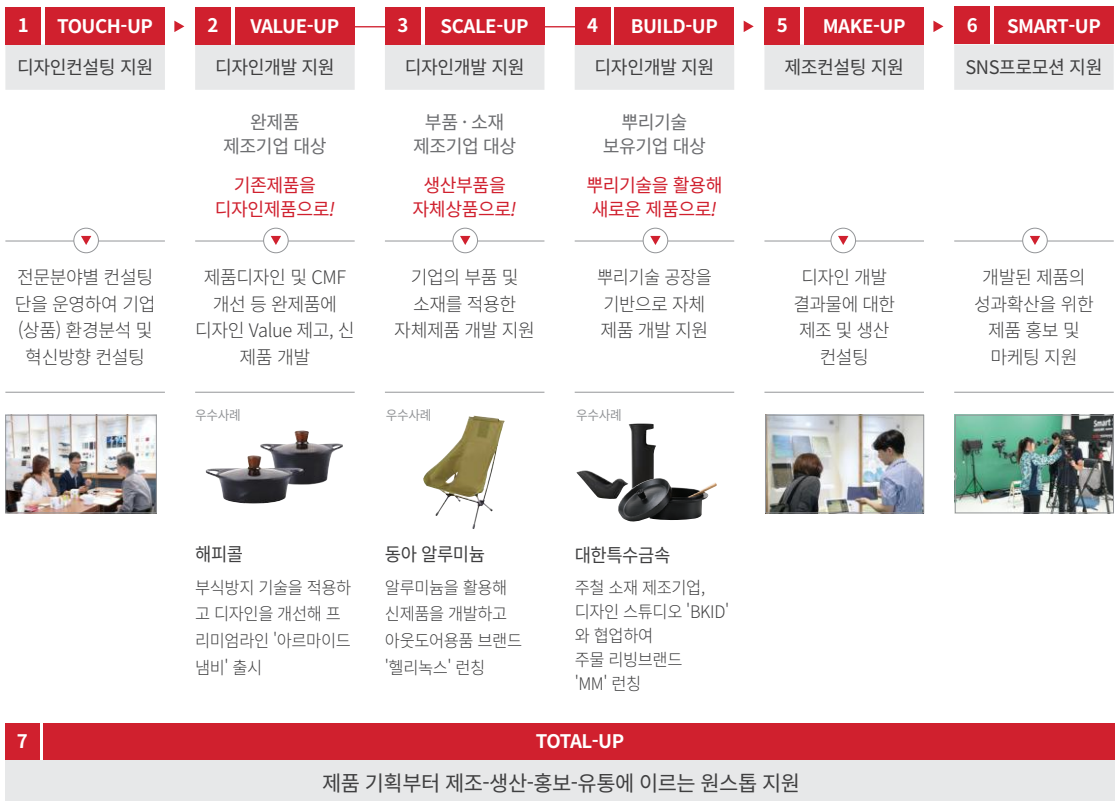 1 TOUCH-UP
디자인컨설팅 지원
전문분야별 컨설팅
단을 운영하여 기업
(상품) 환경분석 및
혁신방향 컨설팅
2 VALUE-UP
디자인개발 지원
완제품
제조기업 대상
기존제품을
디자인제품으로!
제품디자인 및 CMF
개선 등 완제품에
디자인 Value 제고, 신
제품 개발
우수사례
해피콜
부식방지 기술을 적용하
고 디자인을 개선해 프
리미엄라인 '아르마이드
냄비' 출시
3 SCALE-UP
디자인개발 지원
부품·소재
제조기업 대상
생산부품을
자체상품으로!
기업의 부품 및
소재를 적용한
자체제품 개발 지원
우수사례
동아 알루미늄
알루미늄을 활용해
신제품을 개발하고
아웃도어용품 브랜드
'헬리녹스' 런칭
4 BUILD-UP
디자인개발 지원
뿌리기술
보유기업 대상
뿌리기술을 활용해
새로운 제품으로!
뿌리기술 공장을
기반으로 자체
제품 개발 지원
우수사례
대한특수금속
주철 소재 제조기업,
디자인 스튜디오 'BKID'
와 협업하여
주물 리빙브랜드
'MM' 런칭
5 MAKE-UP
제조컨설팅 지원
디자인 개발
결과물에 대한
제조 및 생산
컨설팅
6 SMART-UP
SNS프로모션 지원
개발된 제품의
성과확산을 위한
제품 홍보 및
마케팅 지원
Smart
7 TOTAL-UP
제품 기획부터 제조-생산-홍보-유통에 이르는 원스톱 지원